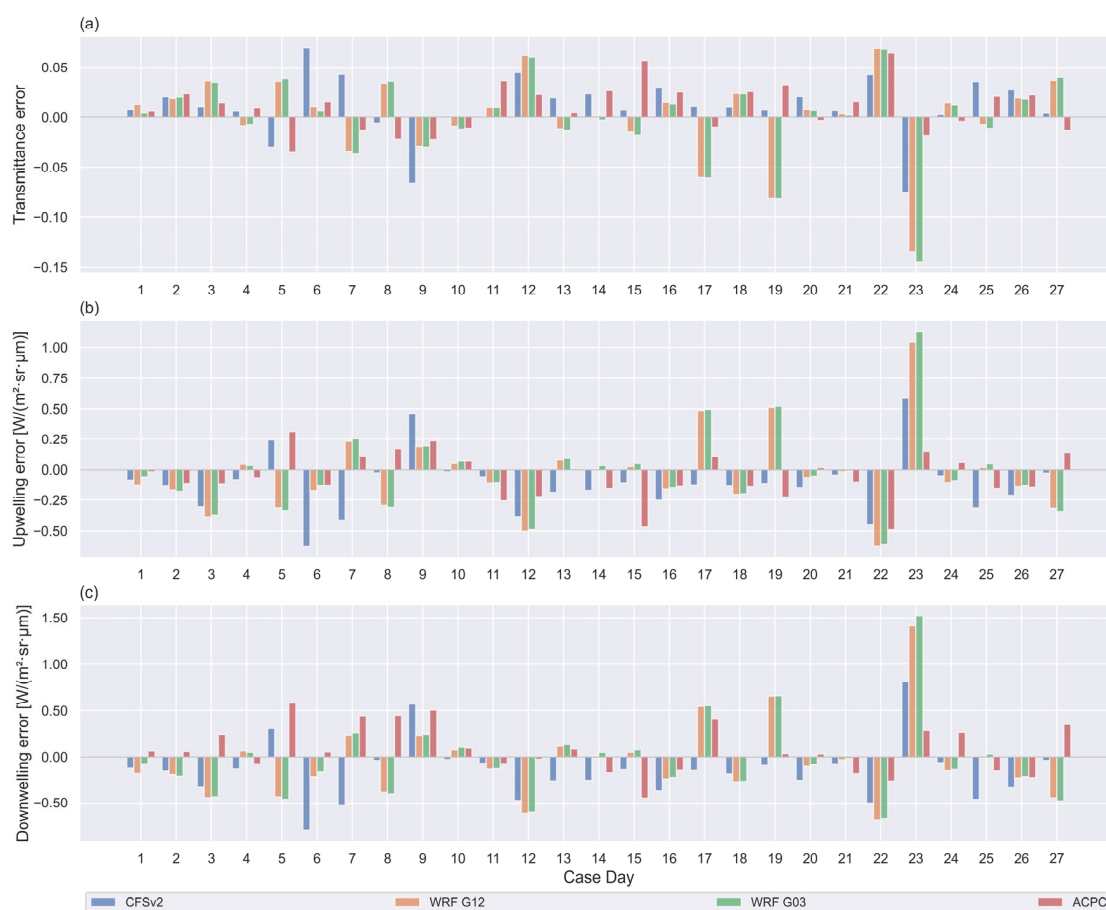 (a)
Transmittance error
0.05
0.00
−0.05
−0.10
−0.15
1 2 3 4 5 6 7 8 9 10 11 12 13 14 15 16 17 18 19 20 21 22 23 24 25 26 27
(b)
Upwelling error [W/(m²·sr·μm)]
1.00
0.75
0.50
0.25
0.00
−0.25
−0.50
1 2 3 4 5 6 7 8 9 10 11 12 13 14 15 16 17 18 19 20 21 22 23 24 25 26 27
(c)
Downwelling error [W/(m²·sr·μm)]
1.50
1.00
0.50
0.00
−0.50
1 2 3 4 5 6 7 8 9 10 11 12 13 14 15 16 17 18 19 20 21 22 23 24 25 26 27
Case Day
CFSv2 WRF G12 WRF G03 ACPC